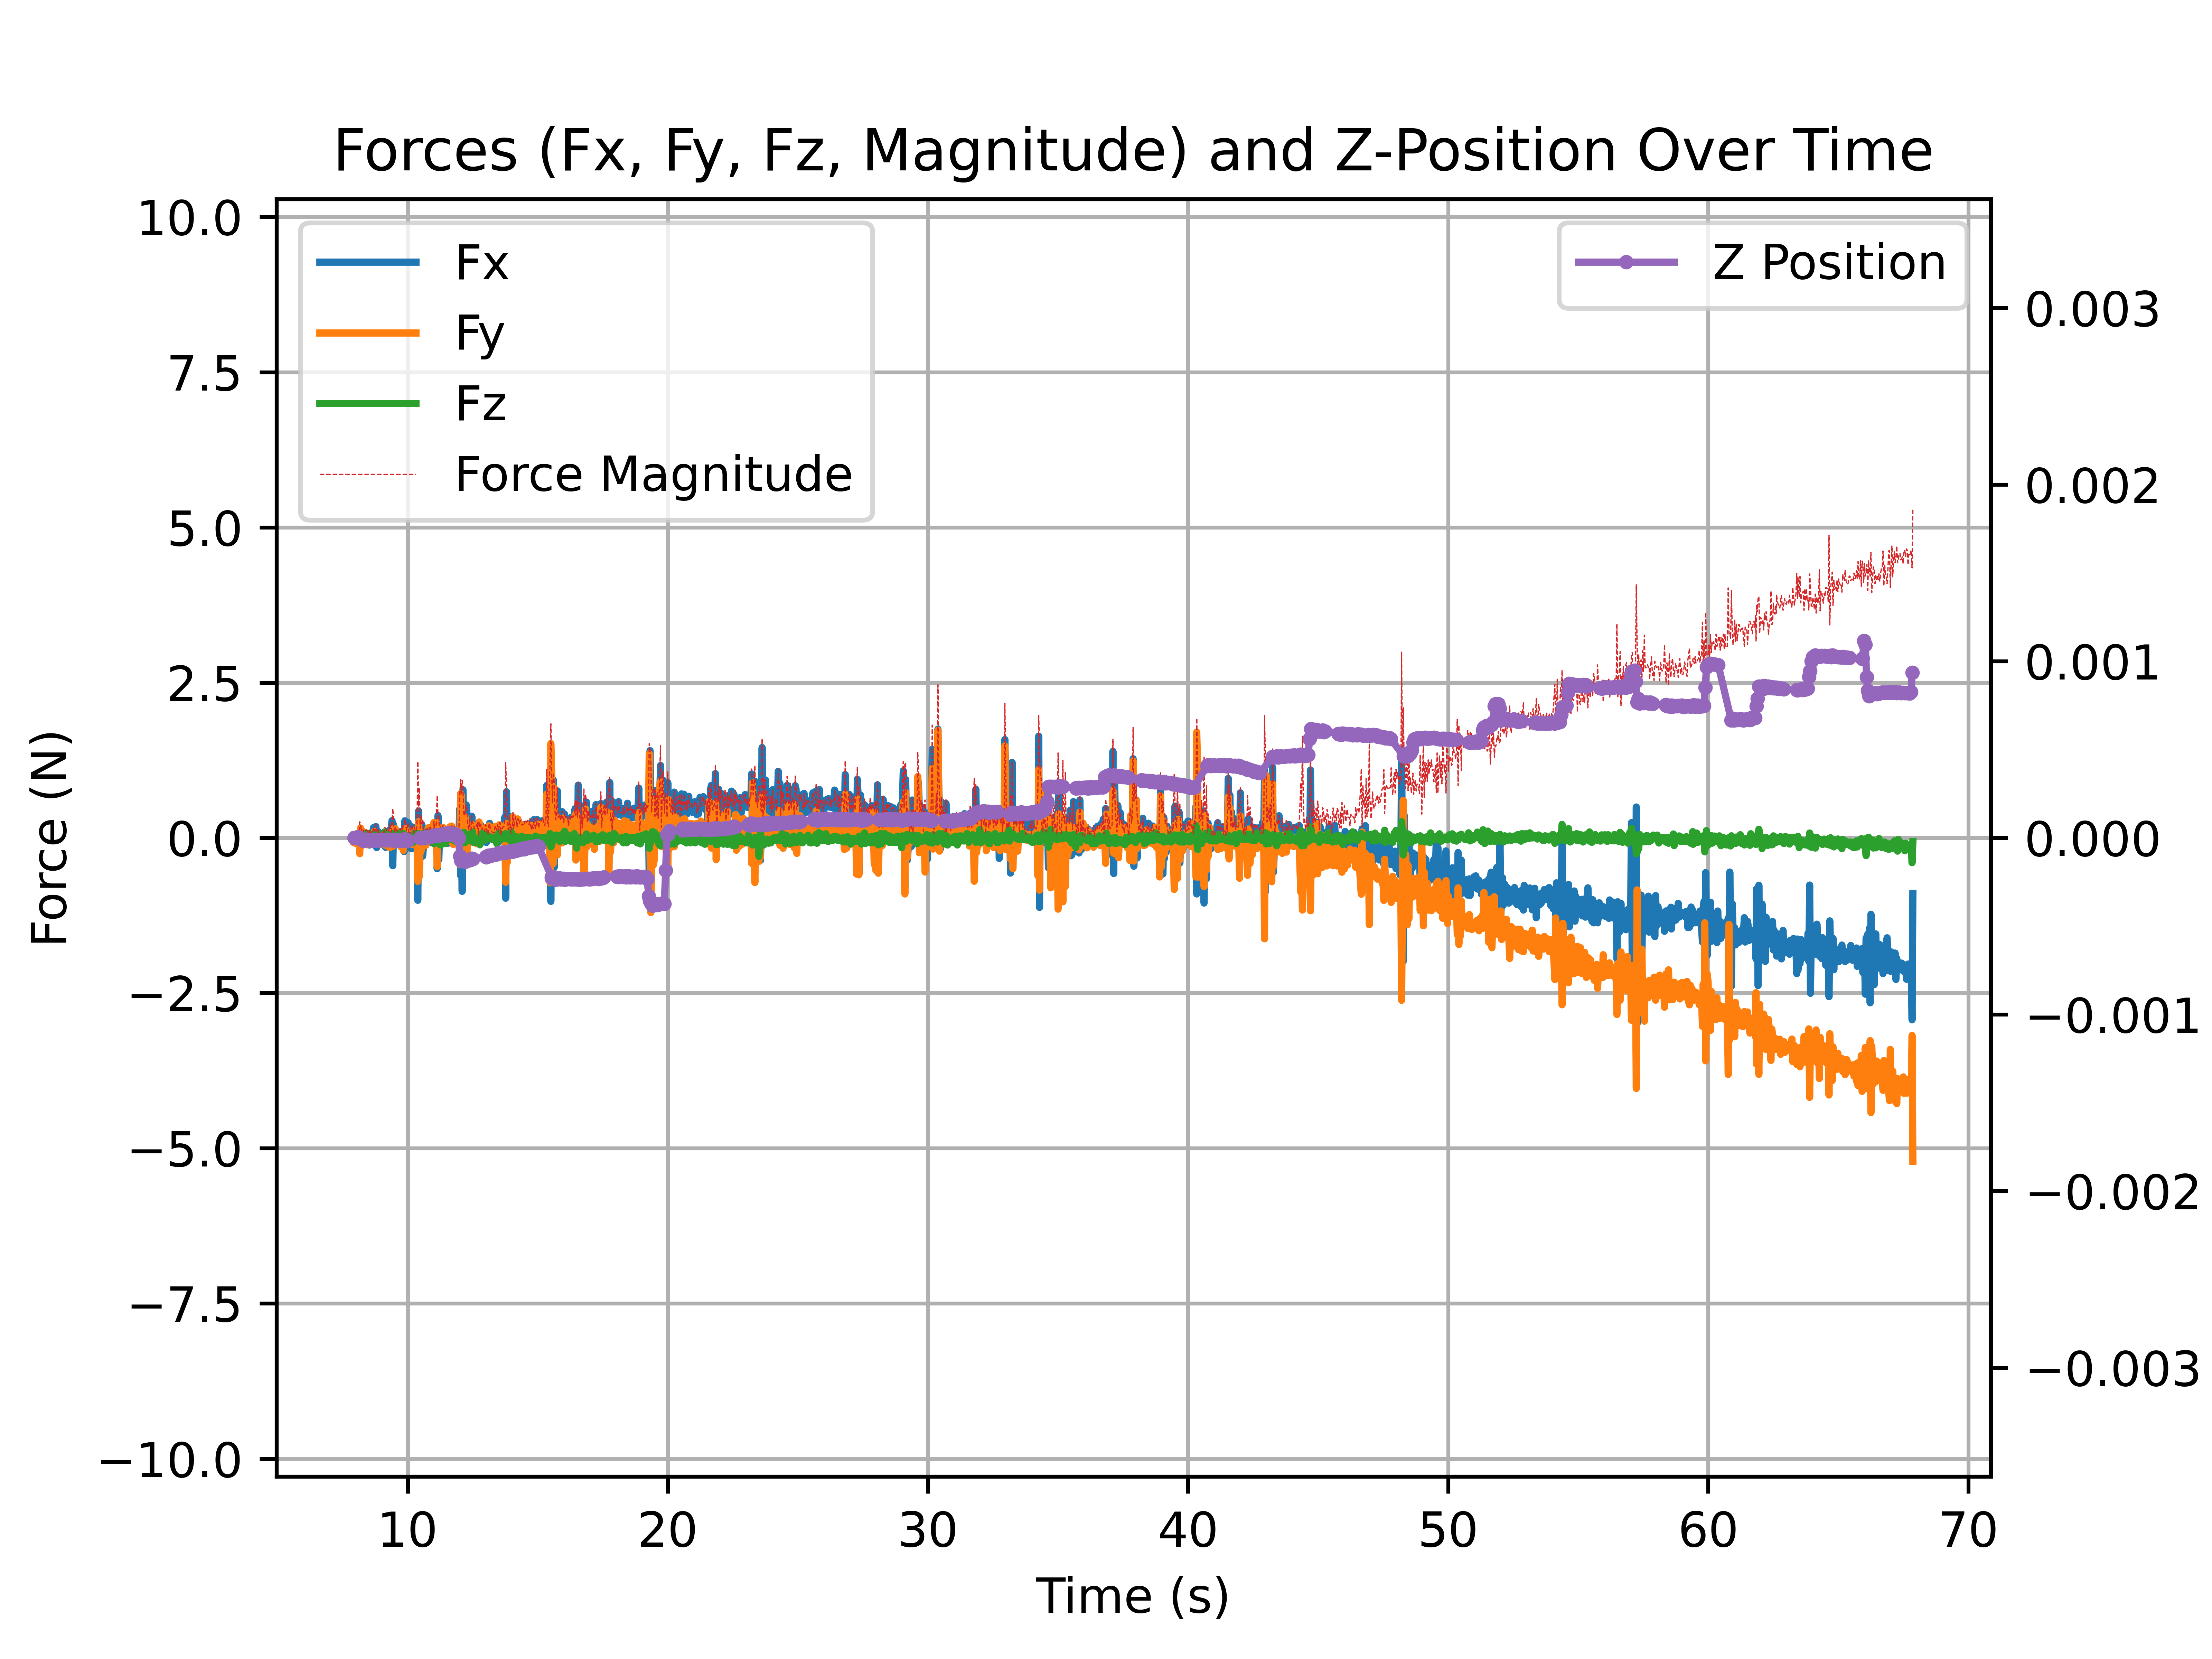 Forces (Fx, Fy, Fz, Magnitude) and Z-Position Over Time
Fx
Fy
Fz
Force Magnitude
Z Position
Force (N)
10.0
7.5
5.0
2.5
0.0
−2.5
−5.0
−7.5
−10.0
0.003
0.002
0.001
0.000
−0.001
−0.002
−0.003
10 20 30 40 50 60 70
Time (s)